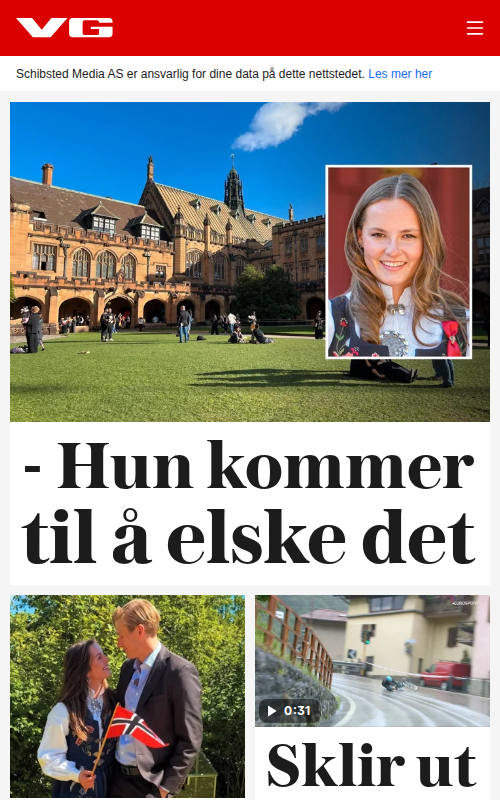 VG
Schibsted Media AS er ansvarlig for dine data på dette nettstedet. Les mer her
- Hun kommer
til å elske det
EUROSPORT
0:31
Sklir ut